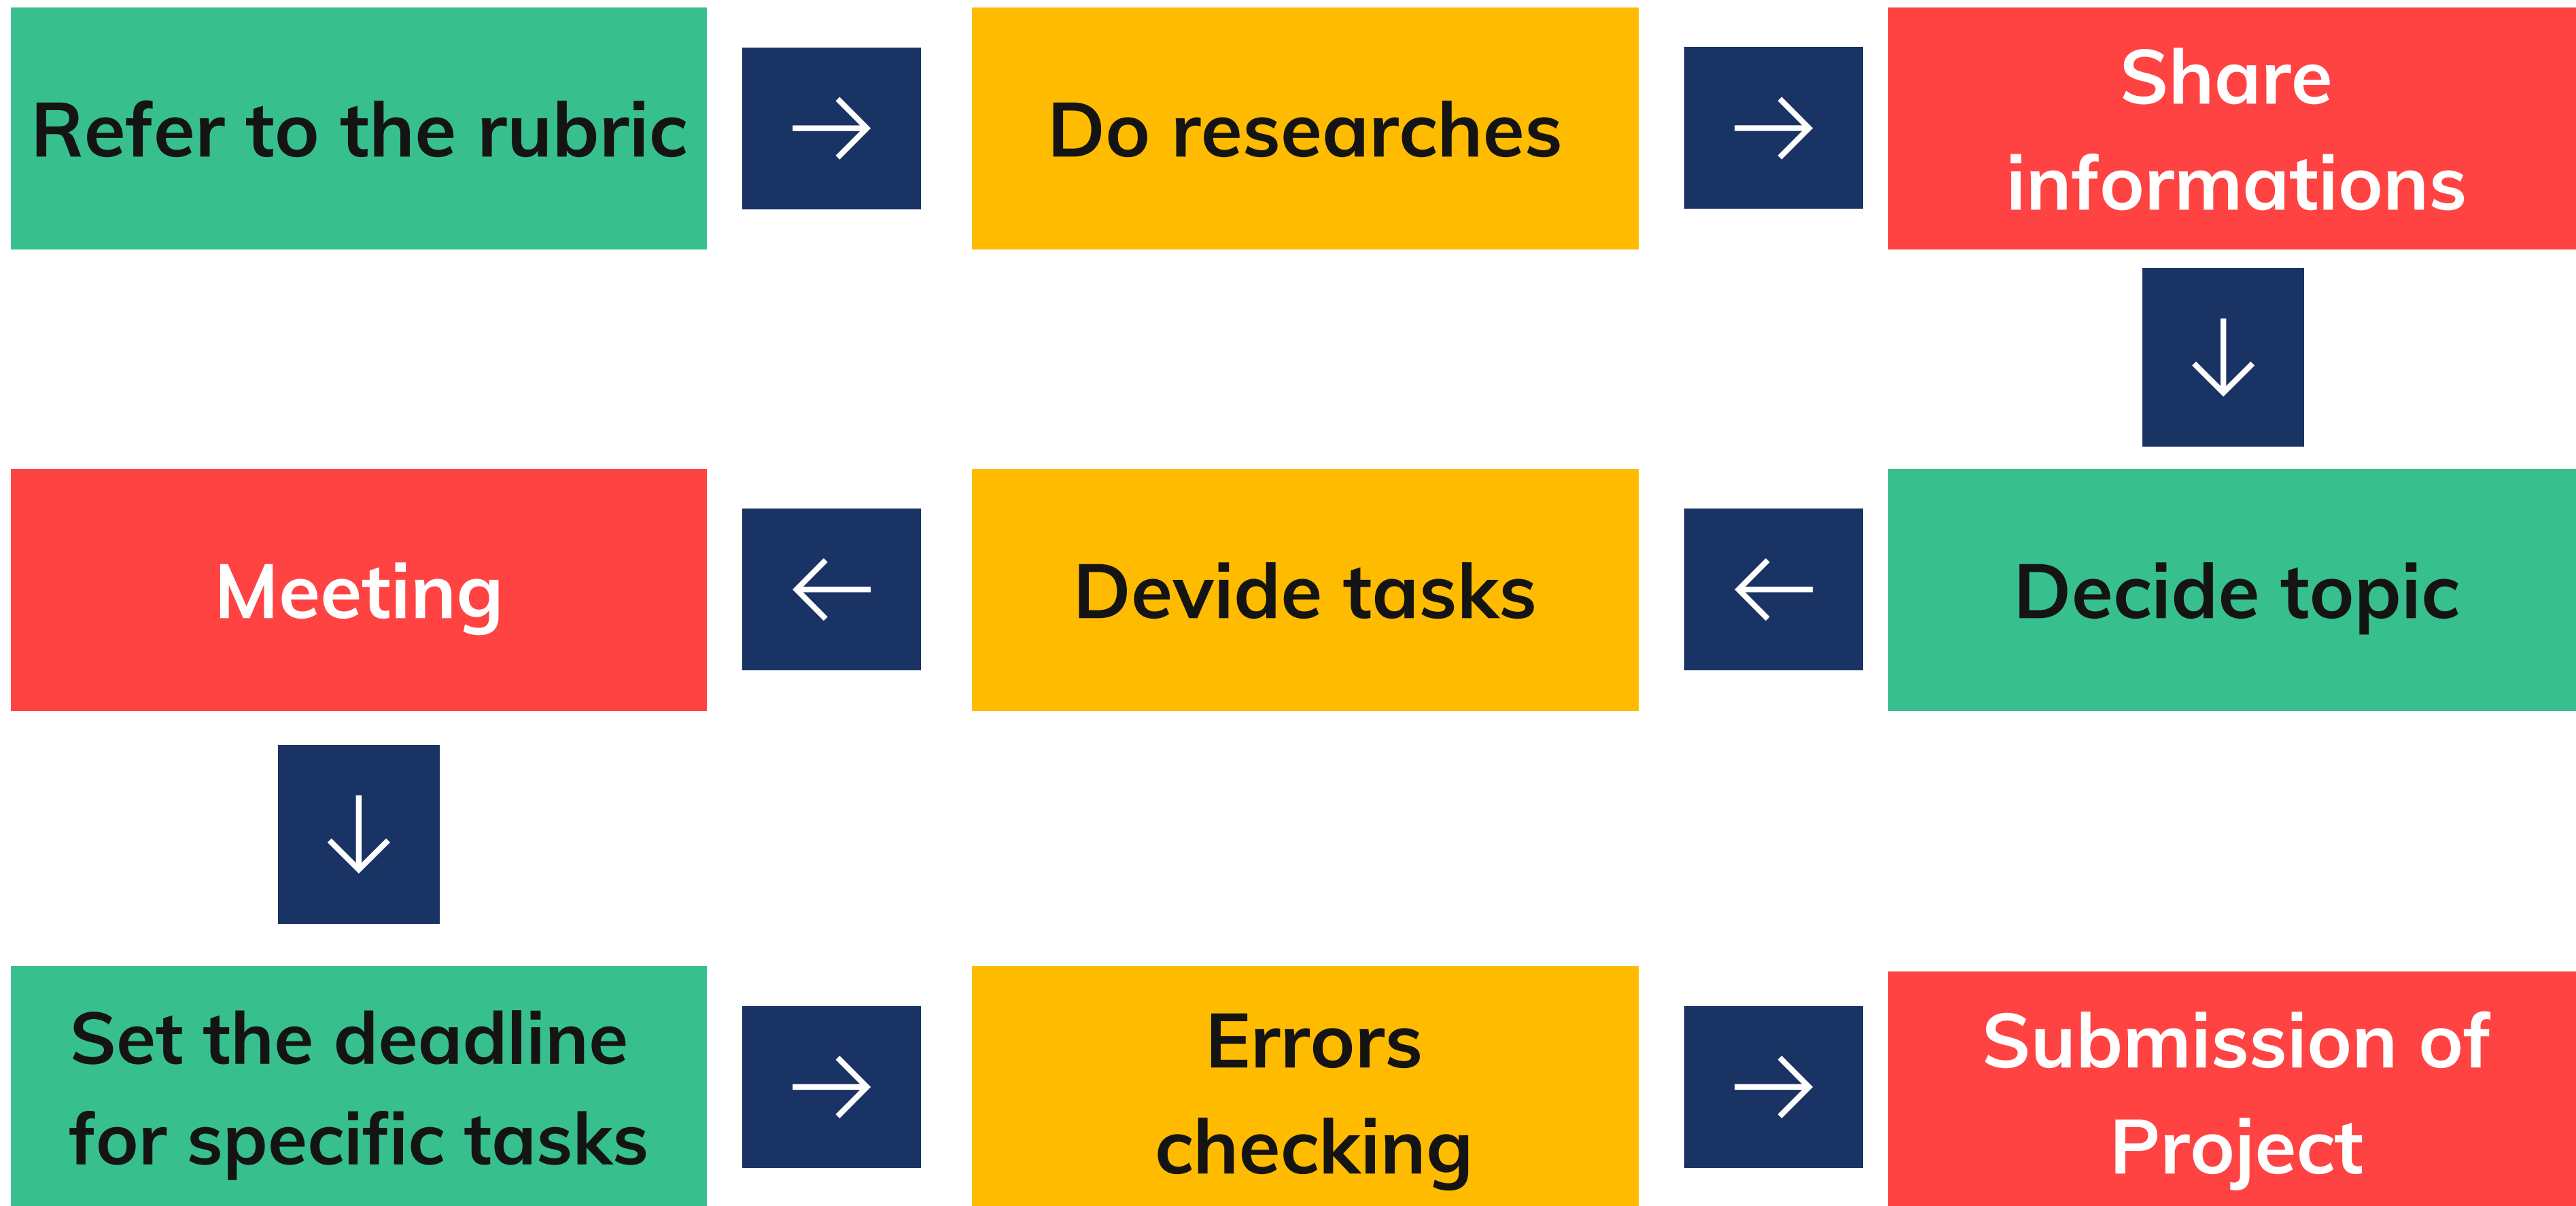 Refer to the rubric
Do researches
Share
informations
Decide topic
Devide tasks
Meeting
Set the deadline
for specific tasks
Errors
checking
Submission of
Project